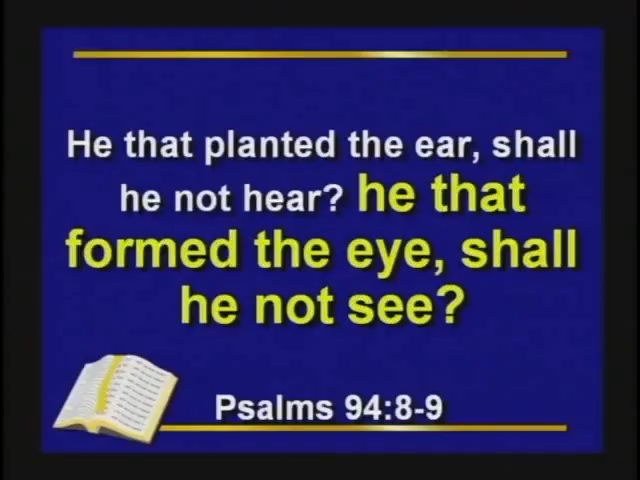 He that planted the ear, shall
he not hear? he that
formed the eye, shall
he not see?
Psalms 94:8-9